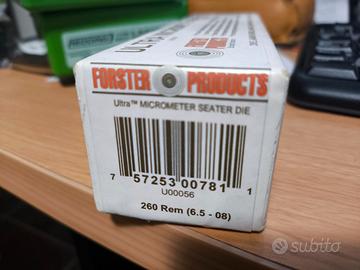 FORSTER PRODUCTS
Ultra™ MICROMETER SEATER DIE
7 57253 00781 1
U00056
260 Rem (6.5 - 08)
subito